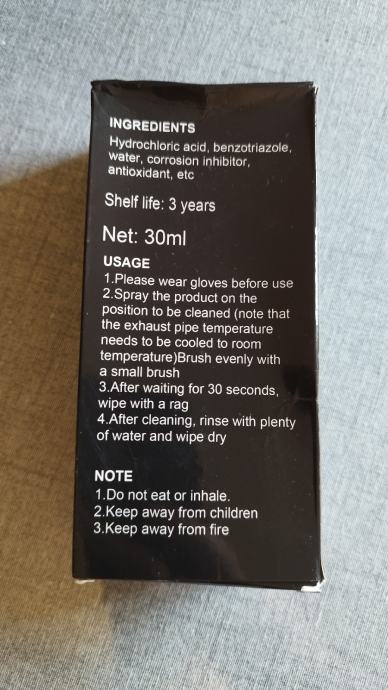 INGREDIENTS
Hydrochloric acid, benzotriazole,
water, corrosion inhibitor,
antioxidant, etc
Shelf life: 3 years
Net: 30ml
USAGE
1.Please wear gloves before use
2.Spray the product on the
position to be cleaned (note that
the exhaust pipe temperature
needs to be cooled to room
temperature)Brush evenly with
a small brush
3.After waiting for 30 seconds,
wipe with a rag
4.After cleaning, rinse with plenty
of water and wipe dry
NOTE
1.Do not eat or inhale.
2.Keep away from children
3.Keep away from fire